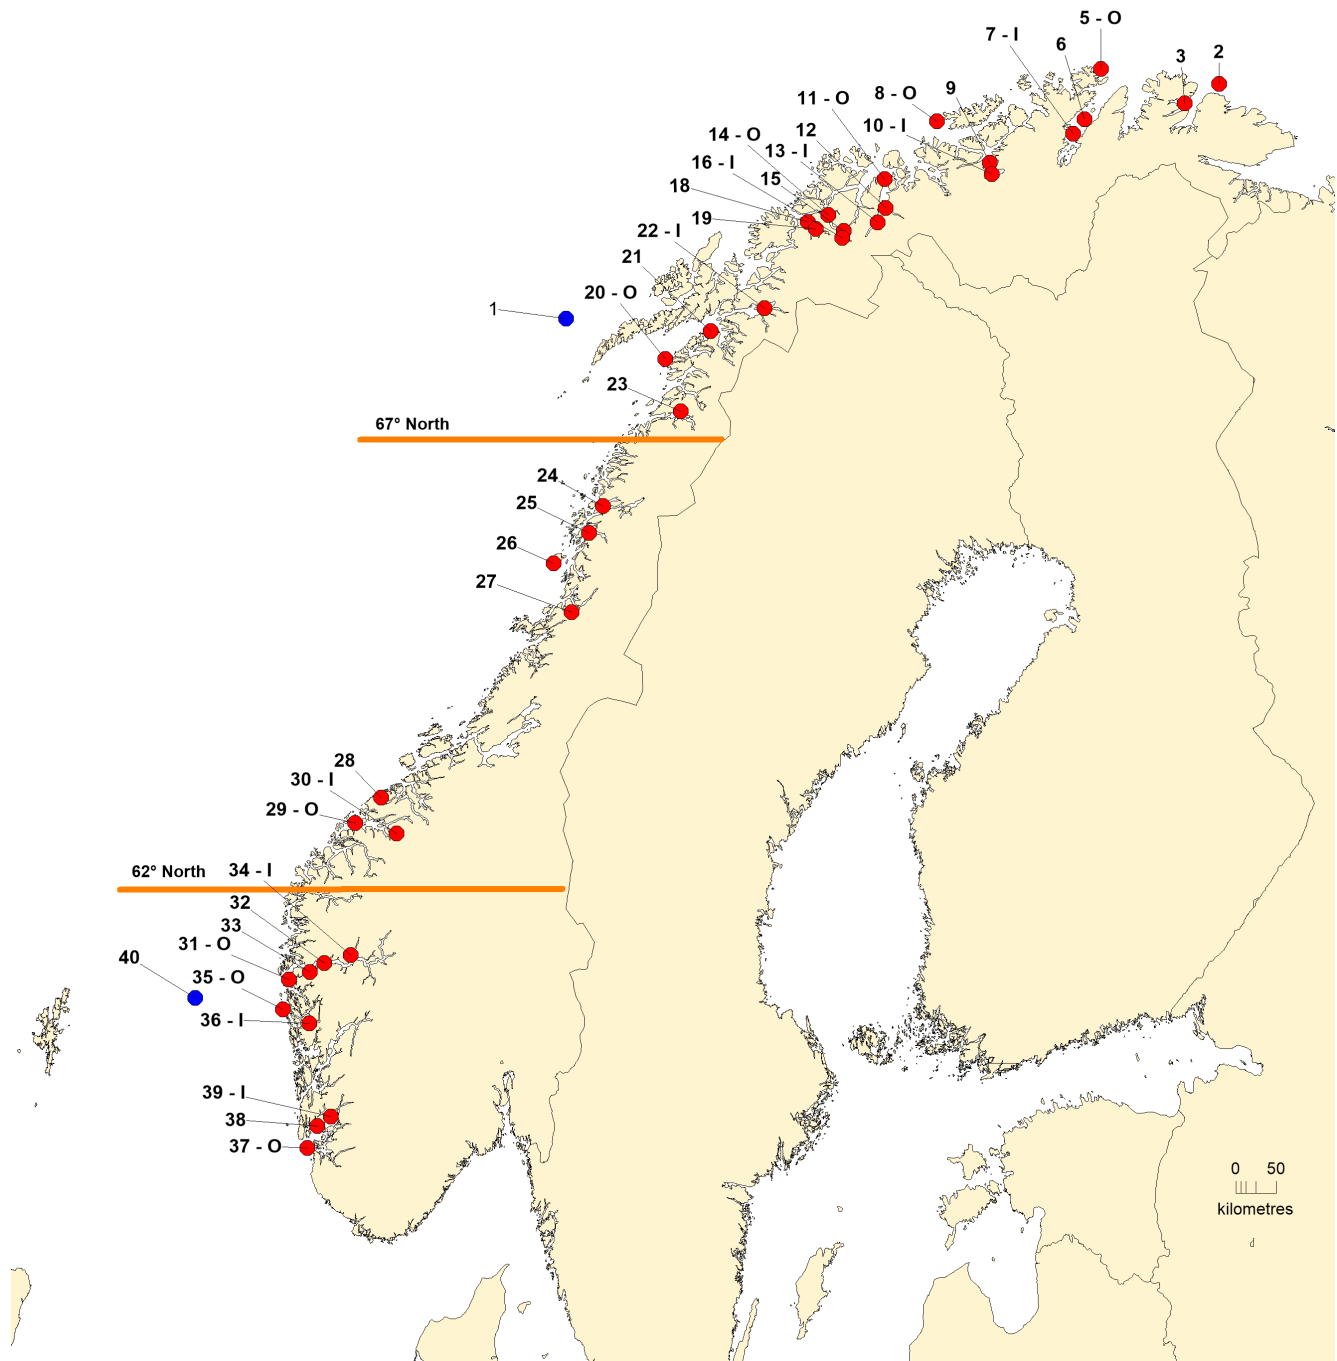 5 - O
7 - I
6
2
3
9
8 - O
11 - O
10 - I
12
14 - O
13 - I
16 - I
15
18
19
22 - I
21
20 - O
1
23
67° North
24
25
26
27
28
30 - I
29 - O
62° North
34 - I
32
33
31 - O
40
35 - O
36 - I
39 - I
38
37 - O
0 50
kilometres